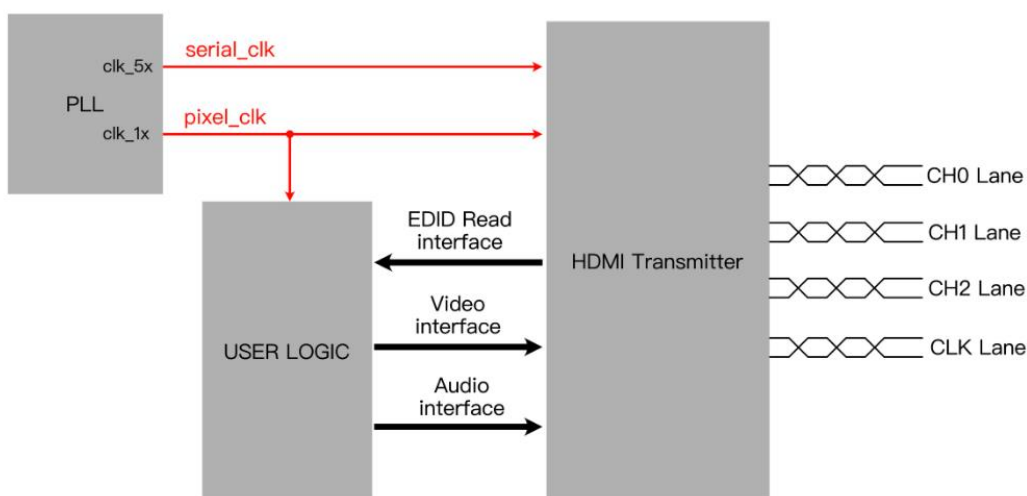 serial_clk
clk_5x
PLL
pixel_clk
clk_1x
CH0 Lane
EDID Read
interface
CH1 Lane
HDMI Transmitter
CH2 Lane
Video
interface
USER LOGIC
CLK Lane
Audio
interface